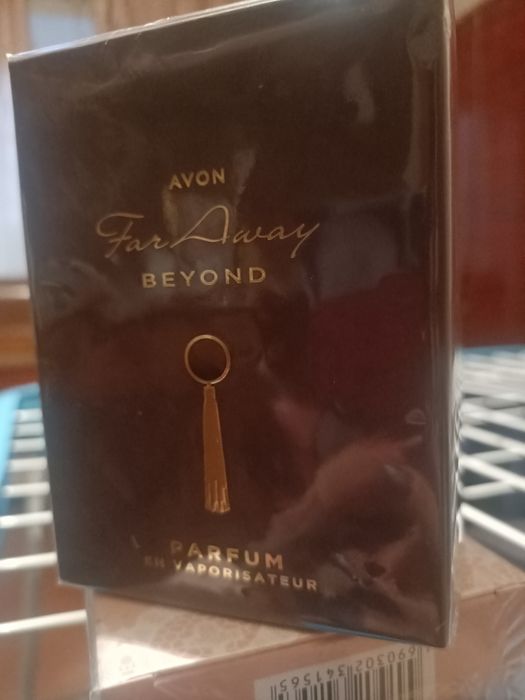 AVON
Far Away
BEYOND
PARFUM
EN VAPORISATEUR